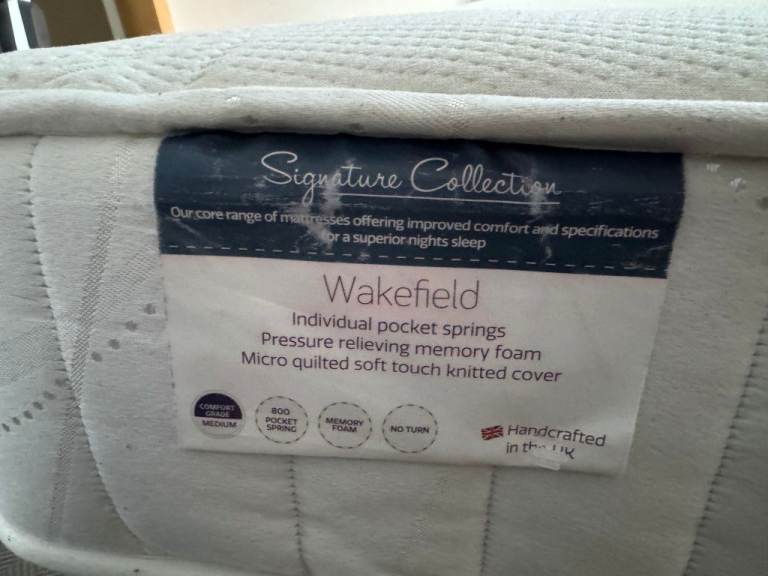 Signature Collection
Our core range of mattresses offering improved comfort and specifications
for a superior nights sleep
Wakefield
Individual pocket springs
Pressure relieving memory foam
Micro quilted soft touch knitted cover
COMFORT
GRADE
MEDIUM
800
POCKET
SPRING
MEMORY
FOAM
NO TURN
Handcrafted
in the UK